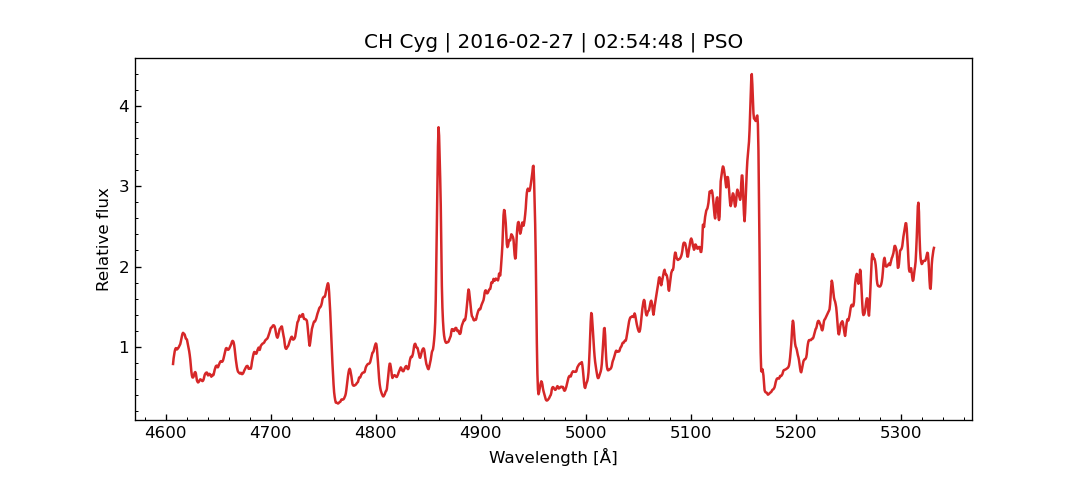 CH Cyg | 2016-02-27 | 02:54:48 | PSO
4
3
2
1
Relative flux
4600 4700 4800 4900 5000 5100 5200 5300
Wavelength [Å]